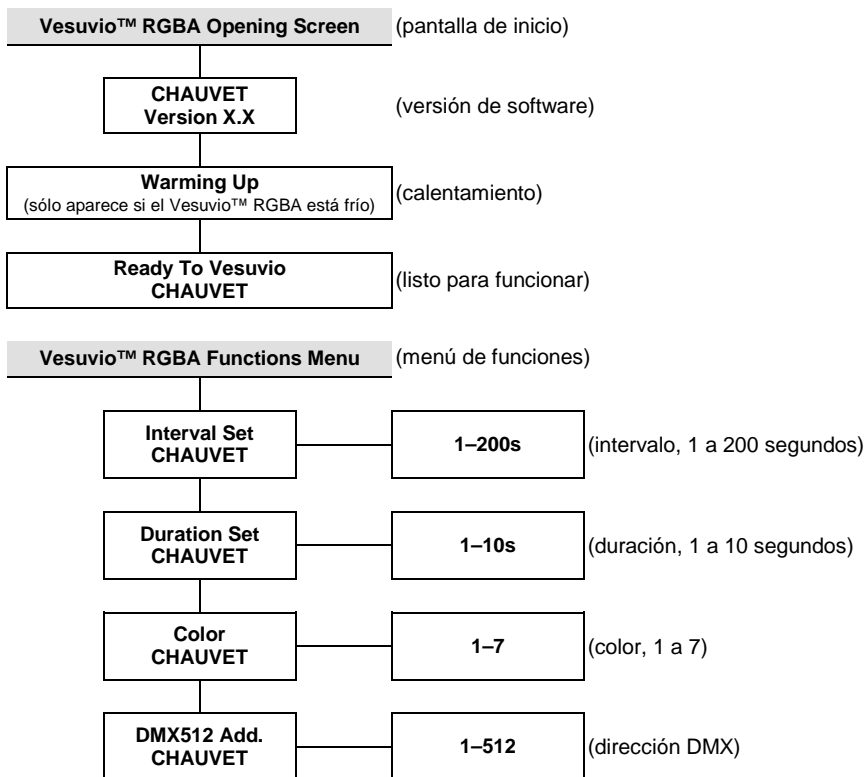 Vesuvio™ RGBA Opening Screen (pantalla de inicio)
CHAUVET
Version X.X
(versión de software)
Warming Up
(sólo aparece si el Vesuvio™ RGBA está frío)
(calentamiento)
Ready To Vesuvio
CHAUVET
(listo para funcionar)
Vesuvio™ RGBA Functions Menu (menú de funciones)
Interval Set
CHAUVET
1–200s
(intervalo, 1 a 200 segundos)
Duration Set
CHAUVET
1–10s
(duración, 1 a 10 segundos)
Color
CHAUVET
1–7
(color, 1 a 7)
DMX512 Add.
CHAUVET
1–512
(dirección DMX)